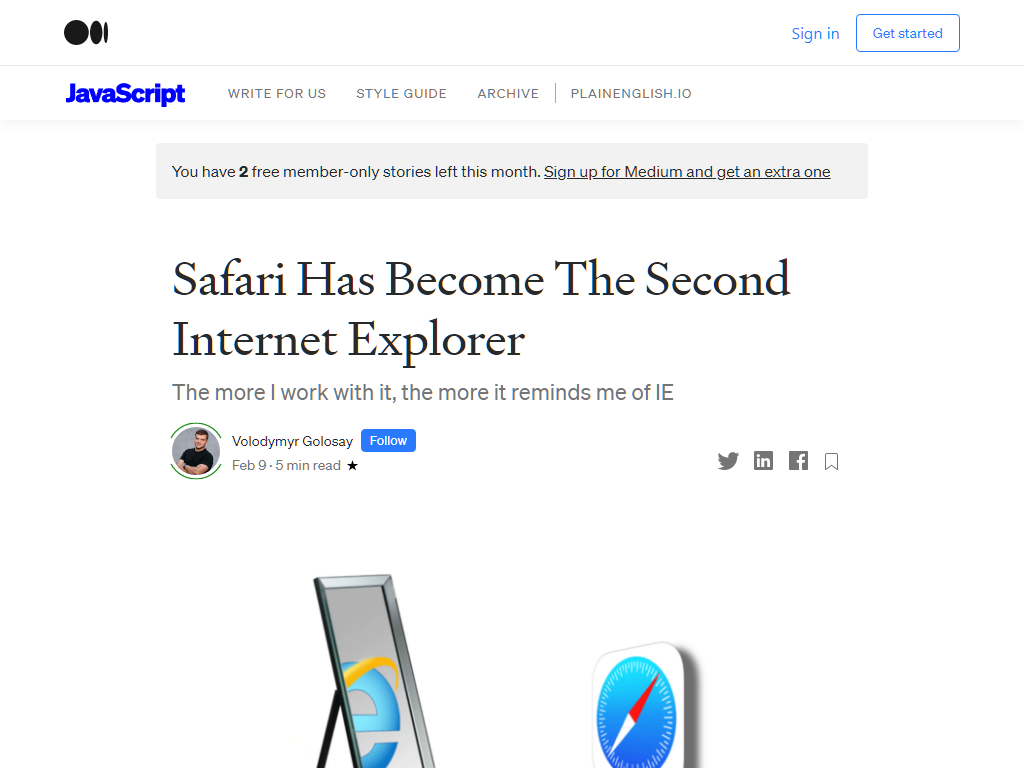 Sign in
Get started
JavaScript
WRITE FOR US
STYLE GUIDE
ARCHIVE
PLAINENGLISH.IO
You have 2 free member-only stories left this month. Sign up for Medium and get an extra one
Safari Has Become The Second
Internet Explorer
The more I work with it, the more it reminds me of IE
Volodymyr Golosay
Follow
Feb 9 · 5 min read ★